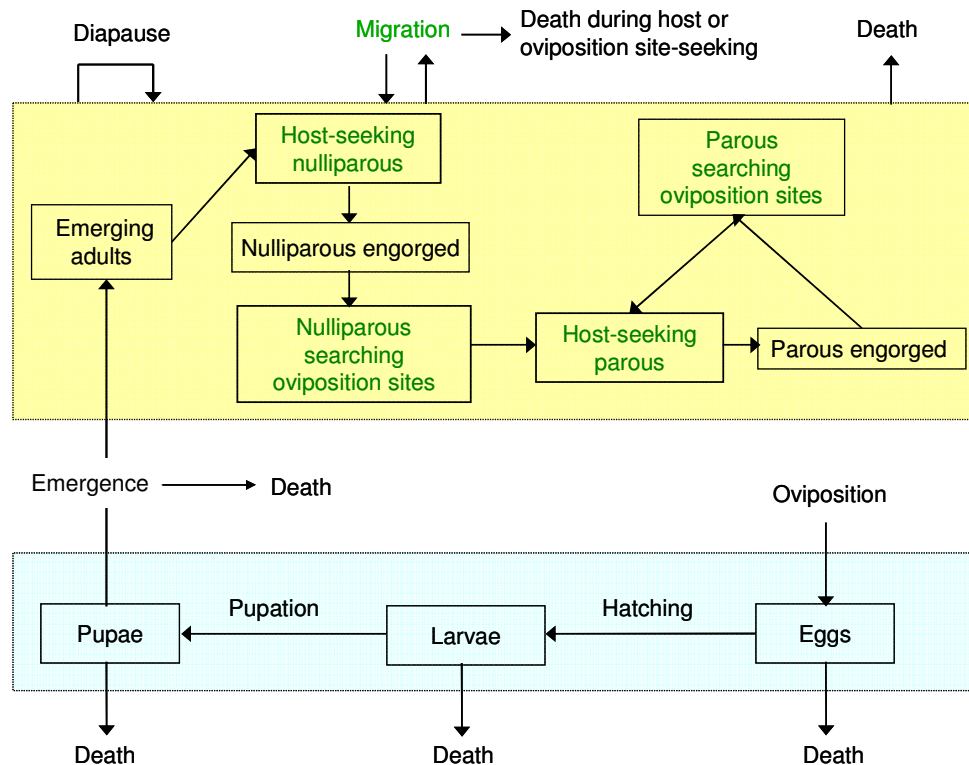 Diapause
Migration
Death during host or
oviposition site-seeking
Death
Host-seeking
nulliparous
Parous
searching
oviposition sites
Emerging
adults
Nulliparous engorged
Nulliparous
searching
oviposition sites
Host-seeking
parous
Parous engorged
Emergence
Death
Oviposition
Pupae
Pupation
Larvae
Hatching
Eggs
Death
Death
Death